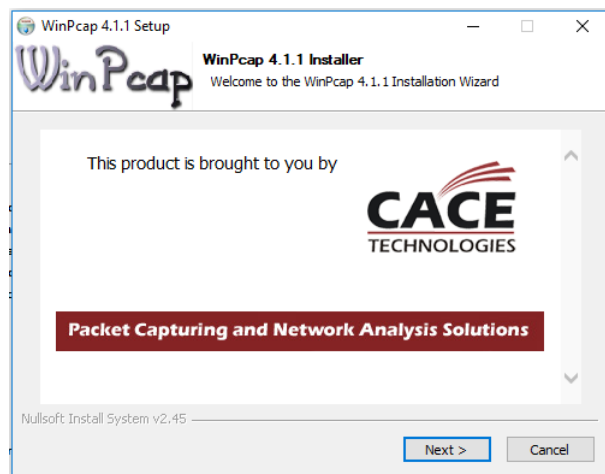 WinPcap 4.1.1 Setup
WinPcap
WinPcap 4.1.1 Installer
Welcome to the WinPcap 4.1.1 Installation Wizard
This product is brought to you by
CACE
TECHNOLOGIES
Packet Capturing and Network Analysis Solutions
Nullsoft Install System v2.45
Next >
Cancel